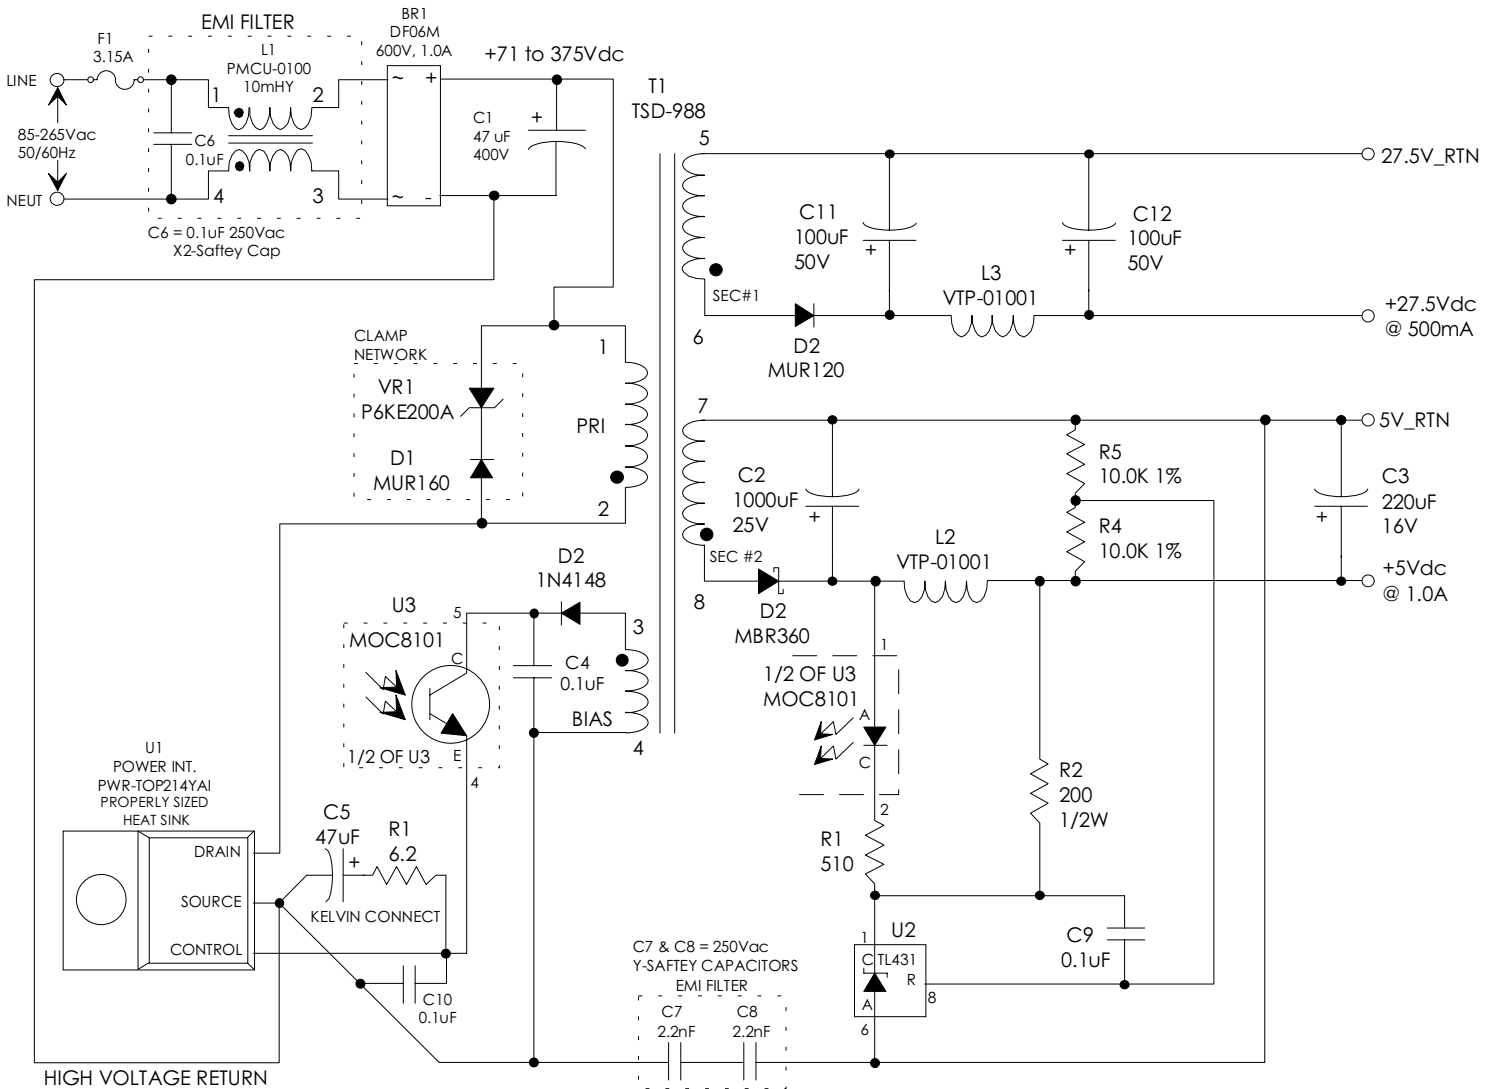 EMI FILTER
F1
3.15A
L1
PMCU-0100
10mHY
BR1
DF06M
600V, 1.0A
+71 to 375Vdc
LINE
85-265Vac
50/60Hz
NEUT
1
2
4
3
C6
0.1uF
~ +
~ -
C1
47 uF
400V
+
C6 = 0.1uF 250Vac
X2-Saftey Cap
T1
TSD-988
5
SEC#1
6
C11
100uF
50V
+
C12
100uF
50V
+
L3
VTP-01001
D2
MUR120
27.5V_RTN
+27.5Vdc
@ 500mA
CLAMP
NETWORK
VR1
P6KE200A
D1
MUR160
1
PRI
2
7
SEC #2
8
C2
1000uF
25V
+
D2
MBR360
L2
VTP-01001
R5
10.0K 1%
R4
10.0K 1%
C3
220uF
16V
+
5V_RTN
+5Vdc
@ 1.0A
D2
1N4148
U3
MOC8101
5
C
E
1/2 OF U3
4
C4
0.1uF
3
BIAS
4
1
1/2 OF U3
MOC8101
A
C
2
R1
510
R2
200
1/2W
U1
POWER INT.
PWR-TOP214YAI
PROPERLY SIZED
HEAT SINK
DRAIN
SOURCE
CONTROL
C5
47uF
+
R1
6.2
KELVIN CONNECT
C10
0.1uF
1
U2
C TL431
R
A
8
6
C9
0.1uF
C7 & C8 = 250Vac
Y-SAFTEY CAPACITORS
EMI FILTER
C7
2.2nF
C8
2.2nF
HIGH VOLTAGE RETURN